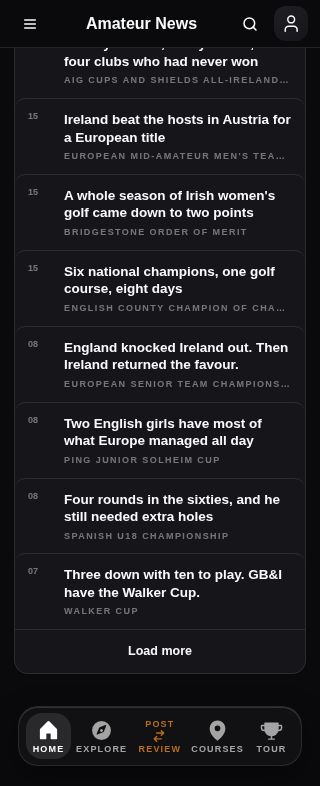 Amateur News
four clubs who had never won
AIG CUPS AND SHIELDS ALL-IRELAND...
15
Ireland beat the hosts in Austria for
a European title
EUROPEAN MID-AMATEUR MEN'S TEA...
15
A whole season of Irish women's
golf came down to two points
BRIDGESTONE ORDER OF MERIT
15
Six national champions, one golf
course, eight days
ENGLISH COUNTY CHAMPION OF CHA...
08
England knocked Ireland out. Then
Ireland returned the favour.
EUROPEAN SENIOR TEAM CHAMPIONS...
08
Two English girls have most of
what Europe managed all day
PING JUNIOR SOLHEIM CUP
08
Four rounds in the sixties, and he
still needed extra holes
SPANISH U18 CHAMPIONSHIP
07
Three down with ten to play. GB&I
have the Walker Cup.
WALKER CUP
Load more
HOME
EXPLORE
POST
REVIEW
COURSES
TOUR